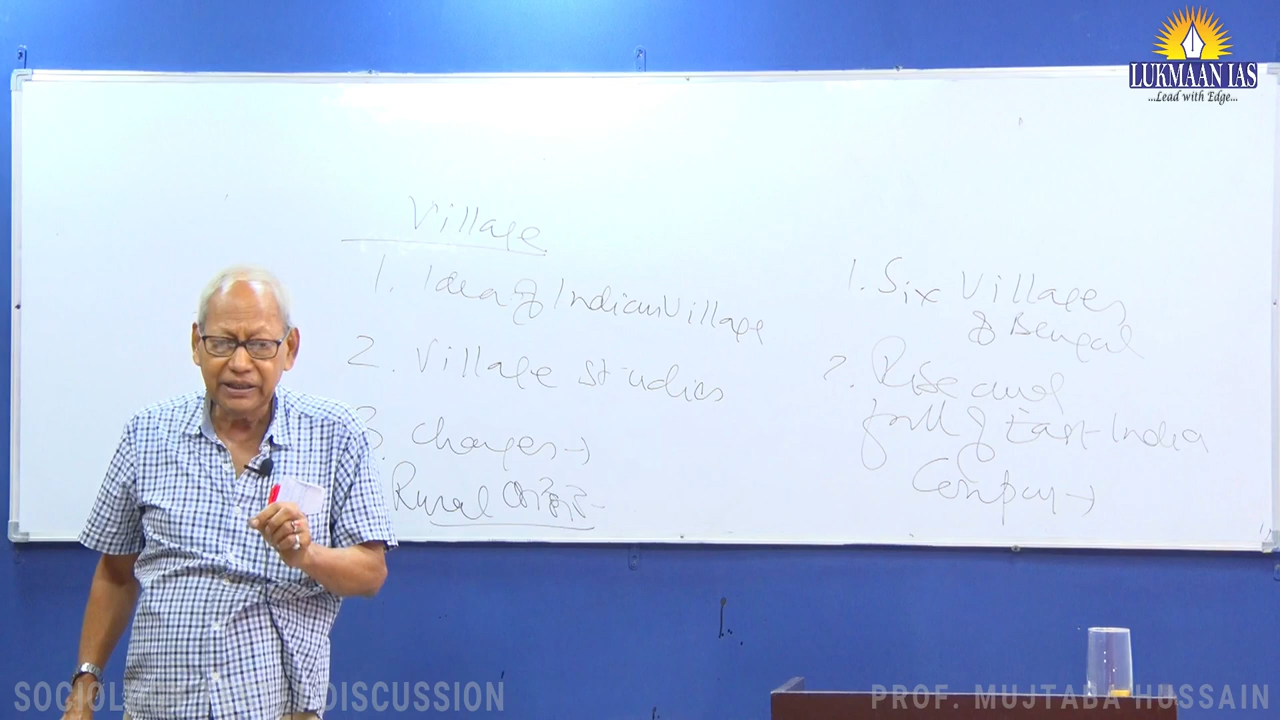 LUKMAAN IAS
...Lead with Edge...
Village
1. Idea of Indian Village
2. Village studies
3. Changes →
Rural
1. Six Villages
of Bengal
2. Rise and
fall of East India
Company
SOCIOLOGY DISCUSSION
PROF. MUJTABA HUSSAIN